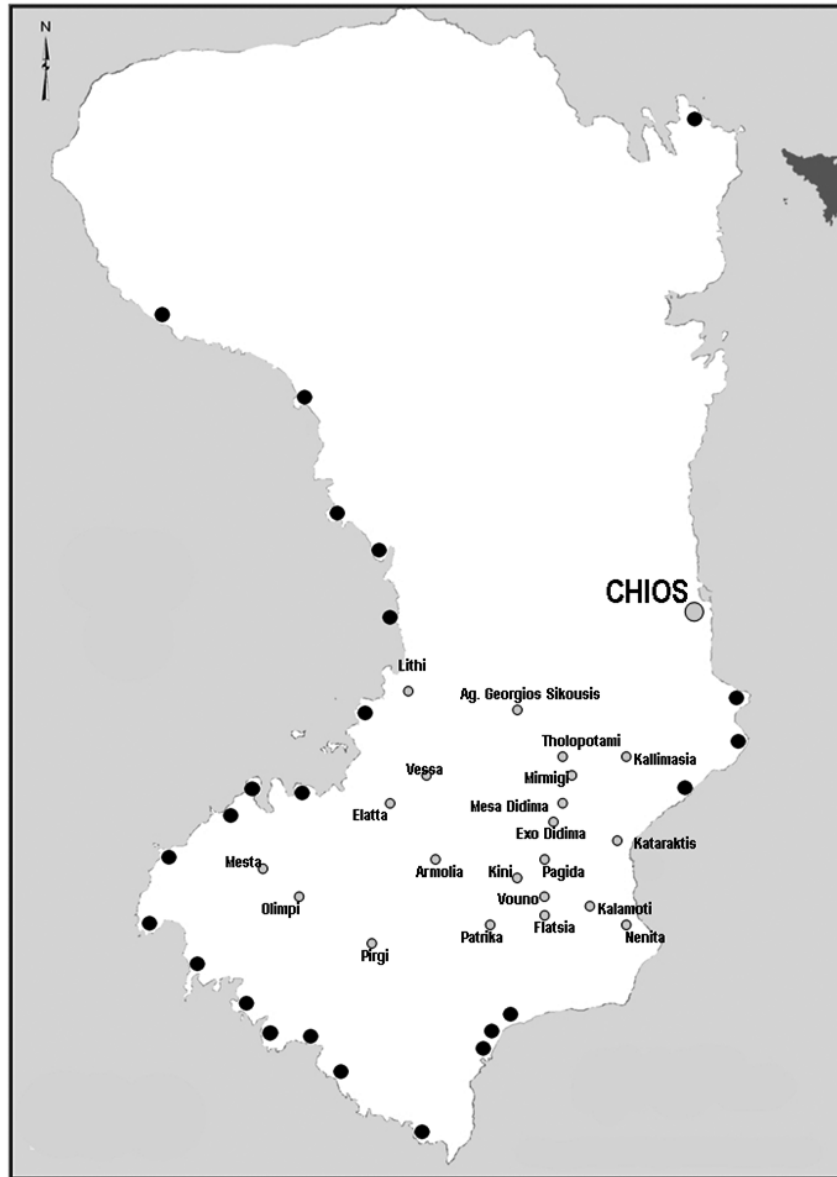 N
CHIOS
Lithi
Ag. Georgios Sikousis
Tholopotami
Kallimasia
Vessa
Mirmigi
Elatta
Mesa Didima
Exo Didima
Kataraktis
Mesta
Armolia
Kini
Pagida
Olimpi
Vouno
Kalamoti
Patrika
Flatsia
Nenita
Pirgi